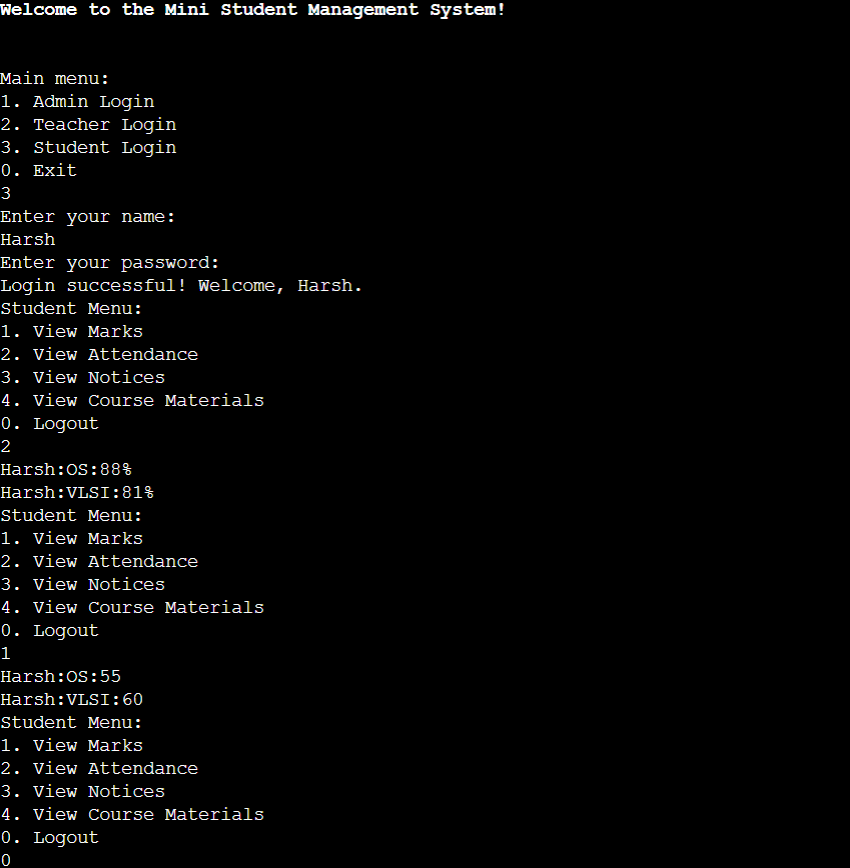 Welcome to the Mini Student Management System!
Main menu:
1. Admin Login
2. Teacher Login
3. Student Login
0. Exit
3
Enter your name:
Harsh
Enter your password:
Login successful! Welcome, Harsh.
Student Menu:
1. View Marks
2. View Attendance
3. View Notices
4. View Course Materials
0. Logout
2
Harsh:OS:88%
Harsh:VLSI:81%
Student Menu:
1. View Marks
2. View Attendance
3. View Notices
4. View Course Materials
0. Logout
1
Harsh:OS:55
Harsh:VLSI:60
Student Menu:
1. View Marks
2. View Attendance
3. View Notices
4. View Course Materials
0. Logout
0